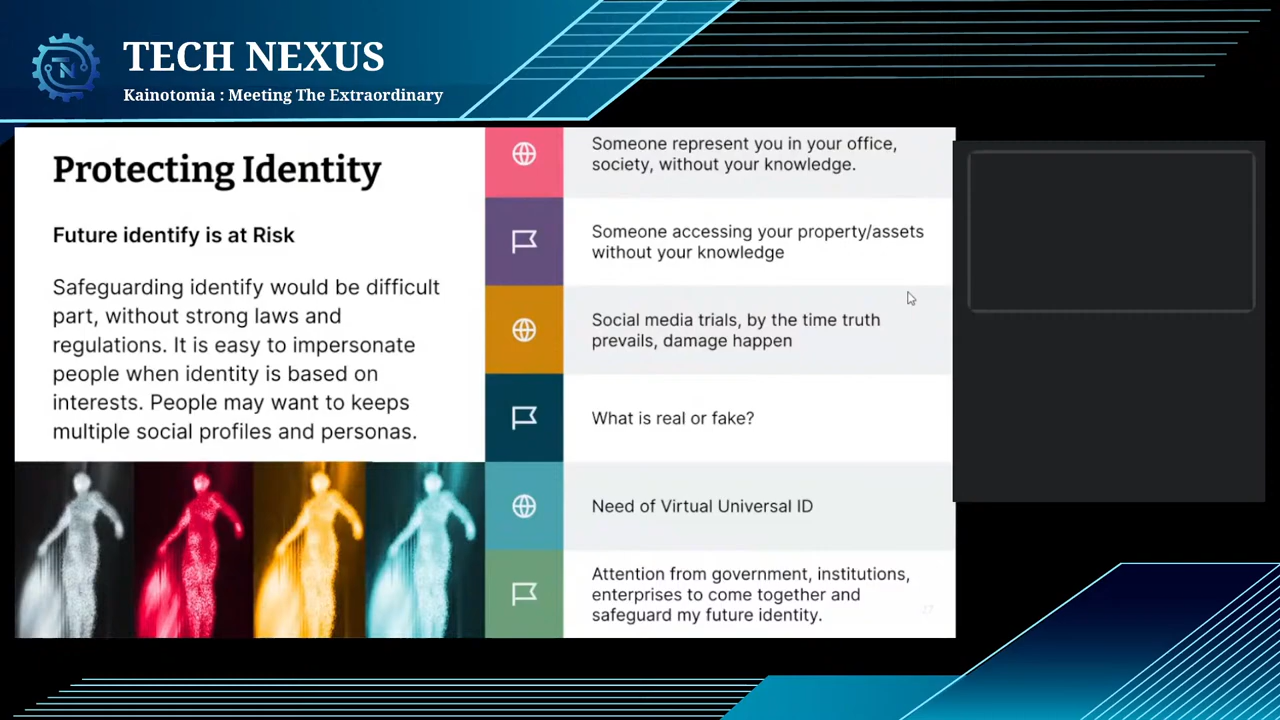 TECH NEXUS
Kainotomia : Meeting The Extraordinary
Protecting Identity
Future identify is at Risk
Safeguarding identify would be difficult
part, without strong laws and
regulations. It is easy to impersonate
people when identity is based on
interests. People may want to keeps
multiple social profiles and personas.
Someone represent you in your office,
society, without your knowledge.
Someone accessing your property/assets
without your knowledge
Social media trials, by the time truth
prevails, damage happen
What is real or fake?
Need of Virtual Universal ID
Attention from government, institutions,
enterprises to come together and
safeguard my future identity.
27